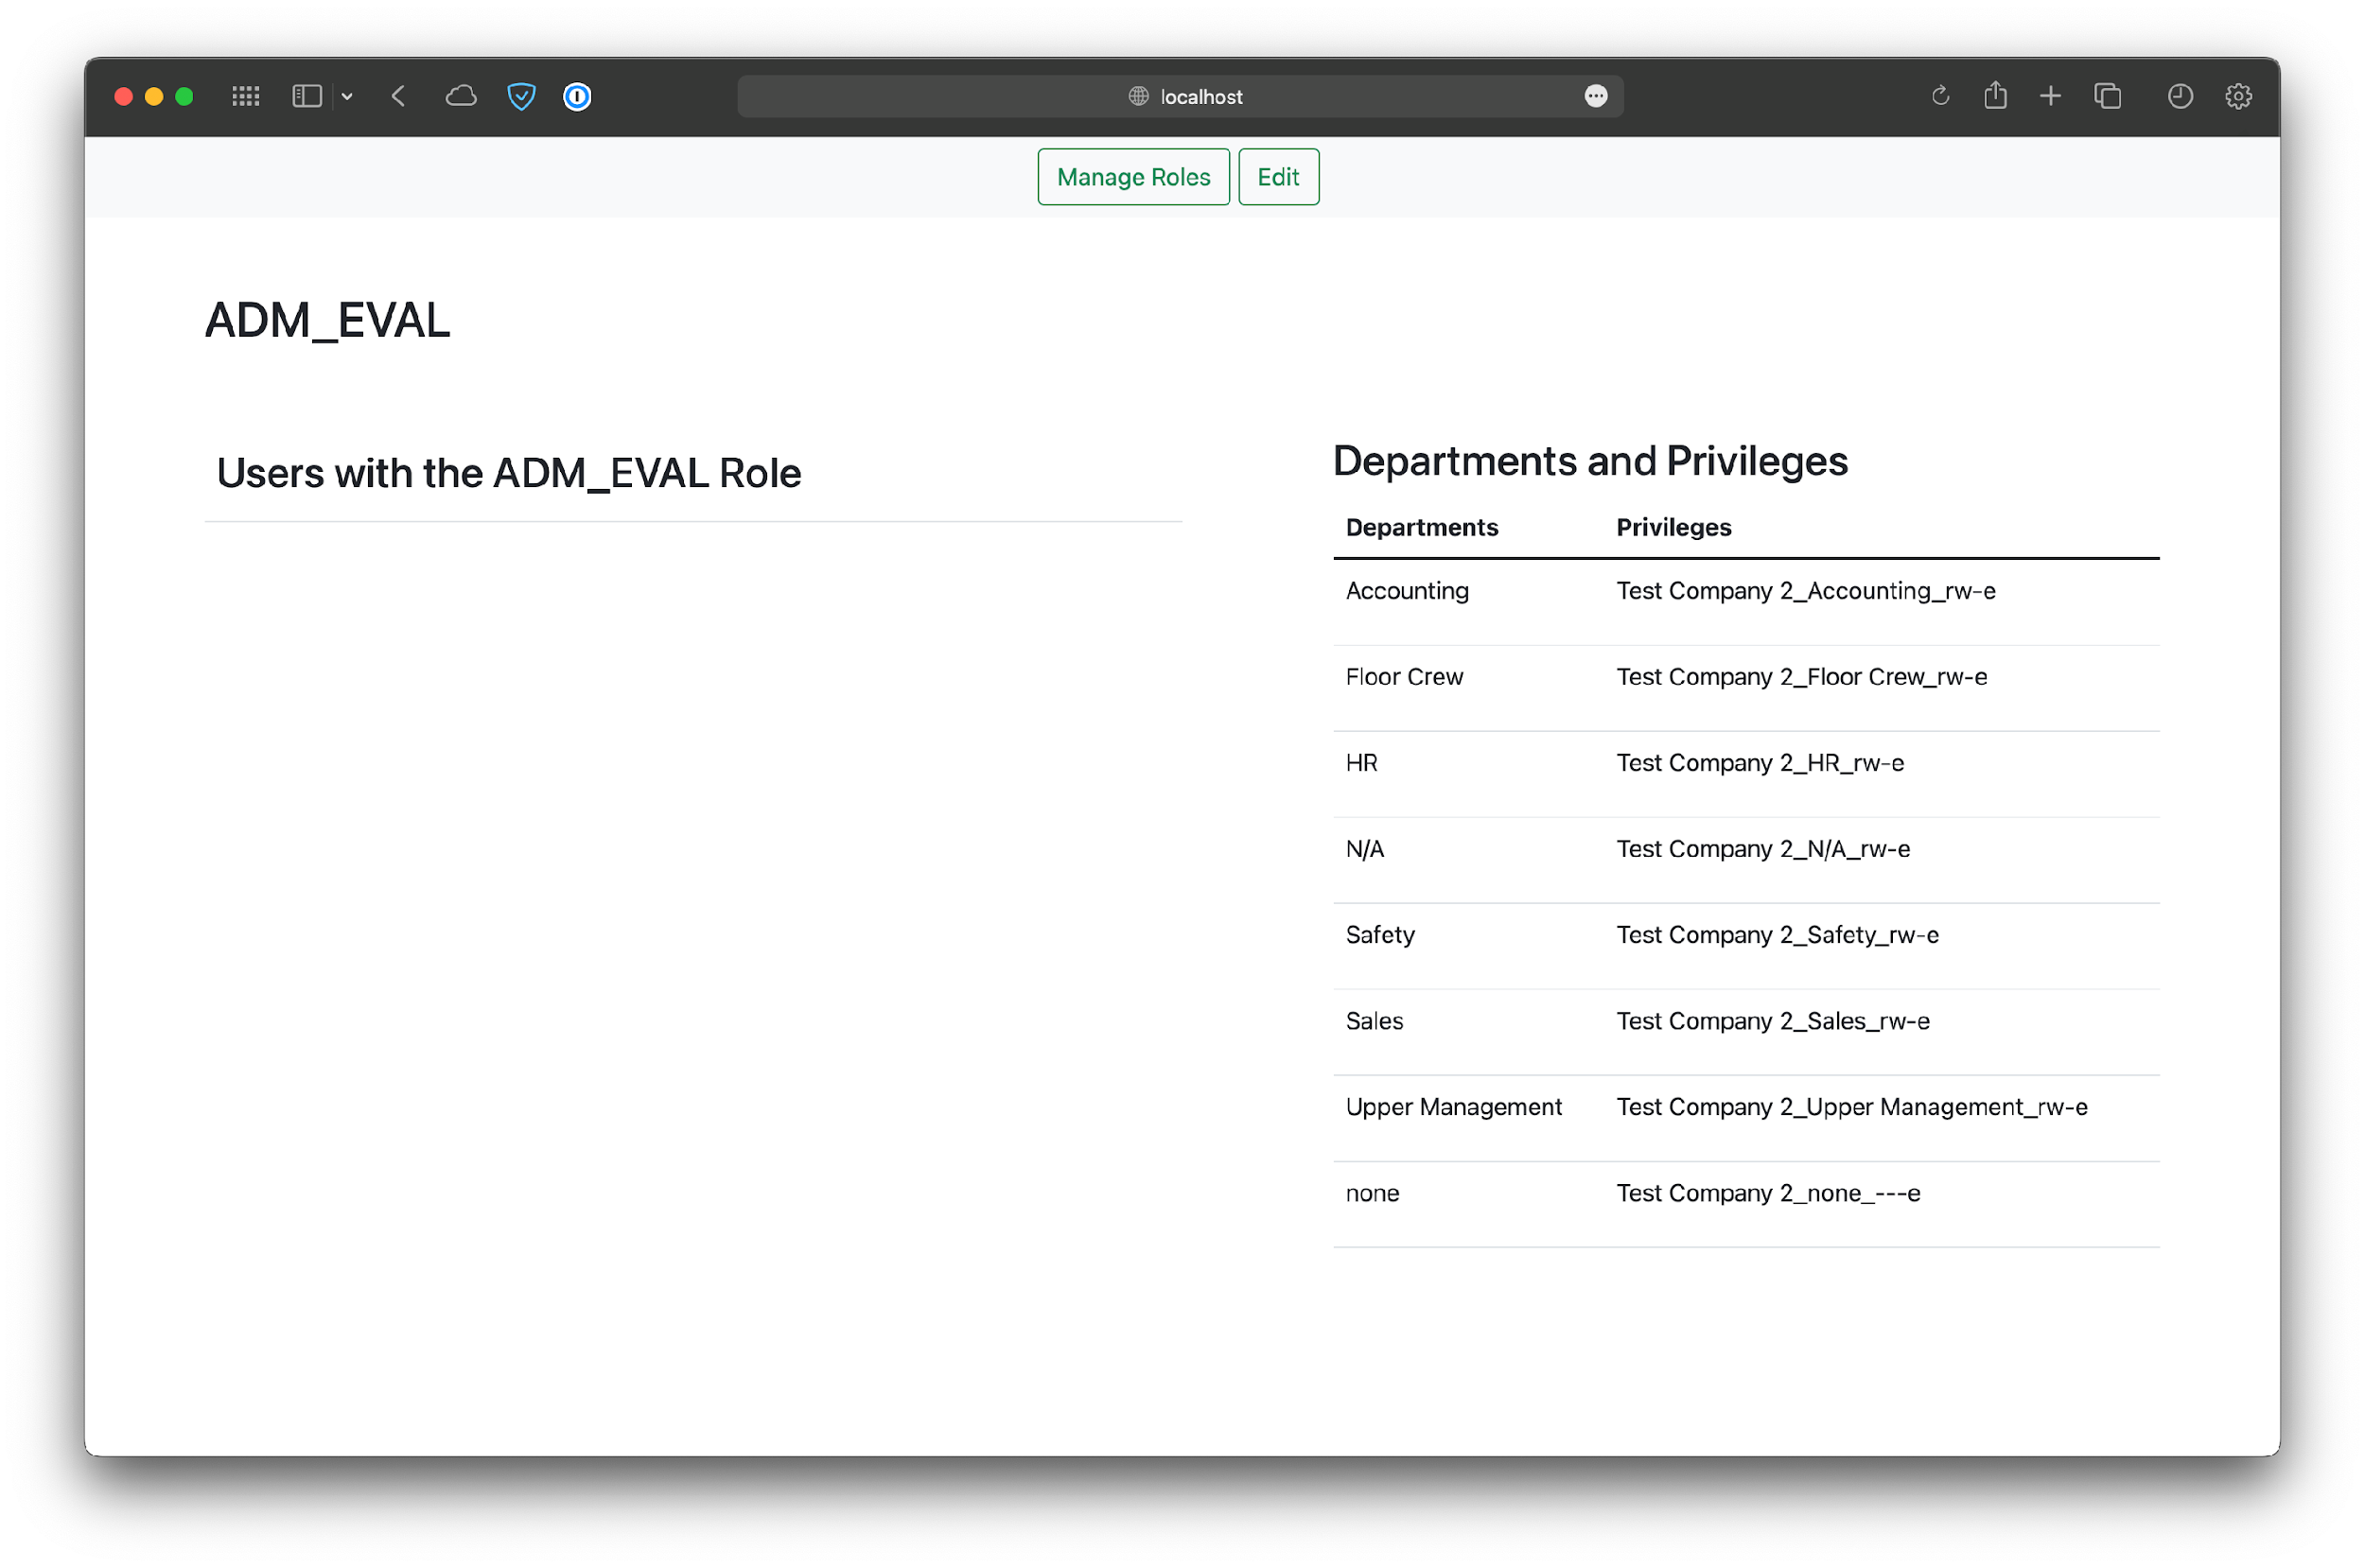 localhost
Manage Roles Edit
ADM_EVAL
Users with the ADM_EVAL Role
Departments and Privileges
Departments Privileges
Accounting Test Company 2_Accounting_rw-e
Floor Crew Test Company 2_Floor Crew_rw-e
HR Test Company 2_HR_rw-e
N/A Test Company 2_N/A_rw-e
Safety Test Company 2_Safety_rw-e
Sales Test Company 2_Sales_rw-e
Upper Management Test Company 2_Upper Management_rw-e
none Test Company 2_none_---e